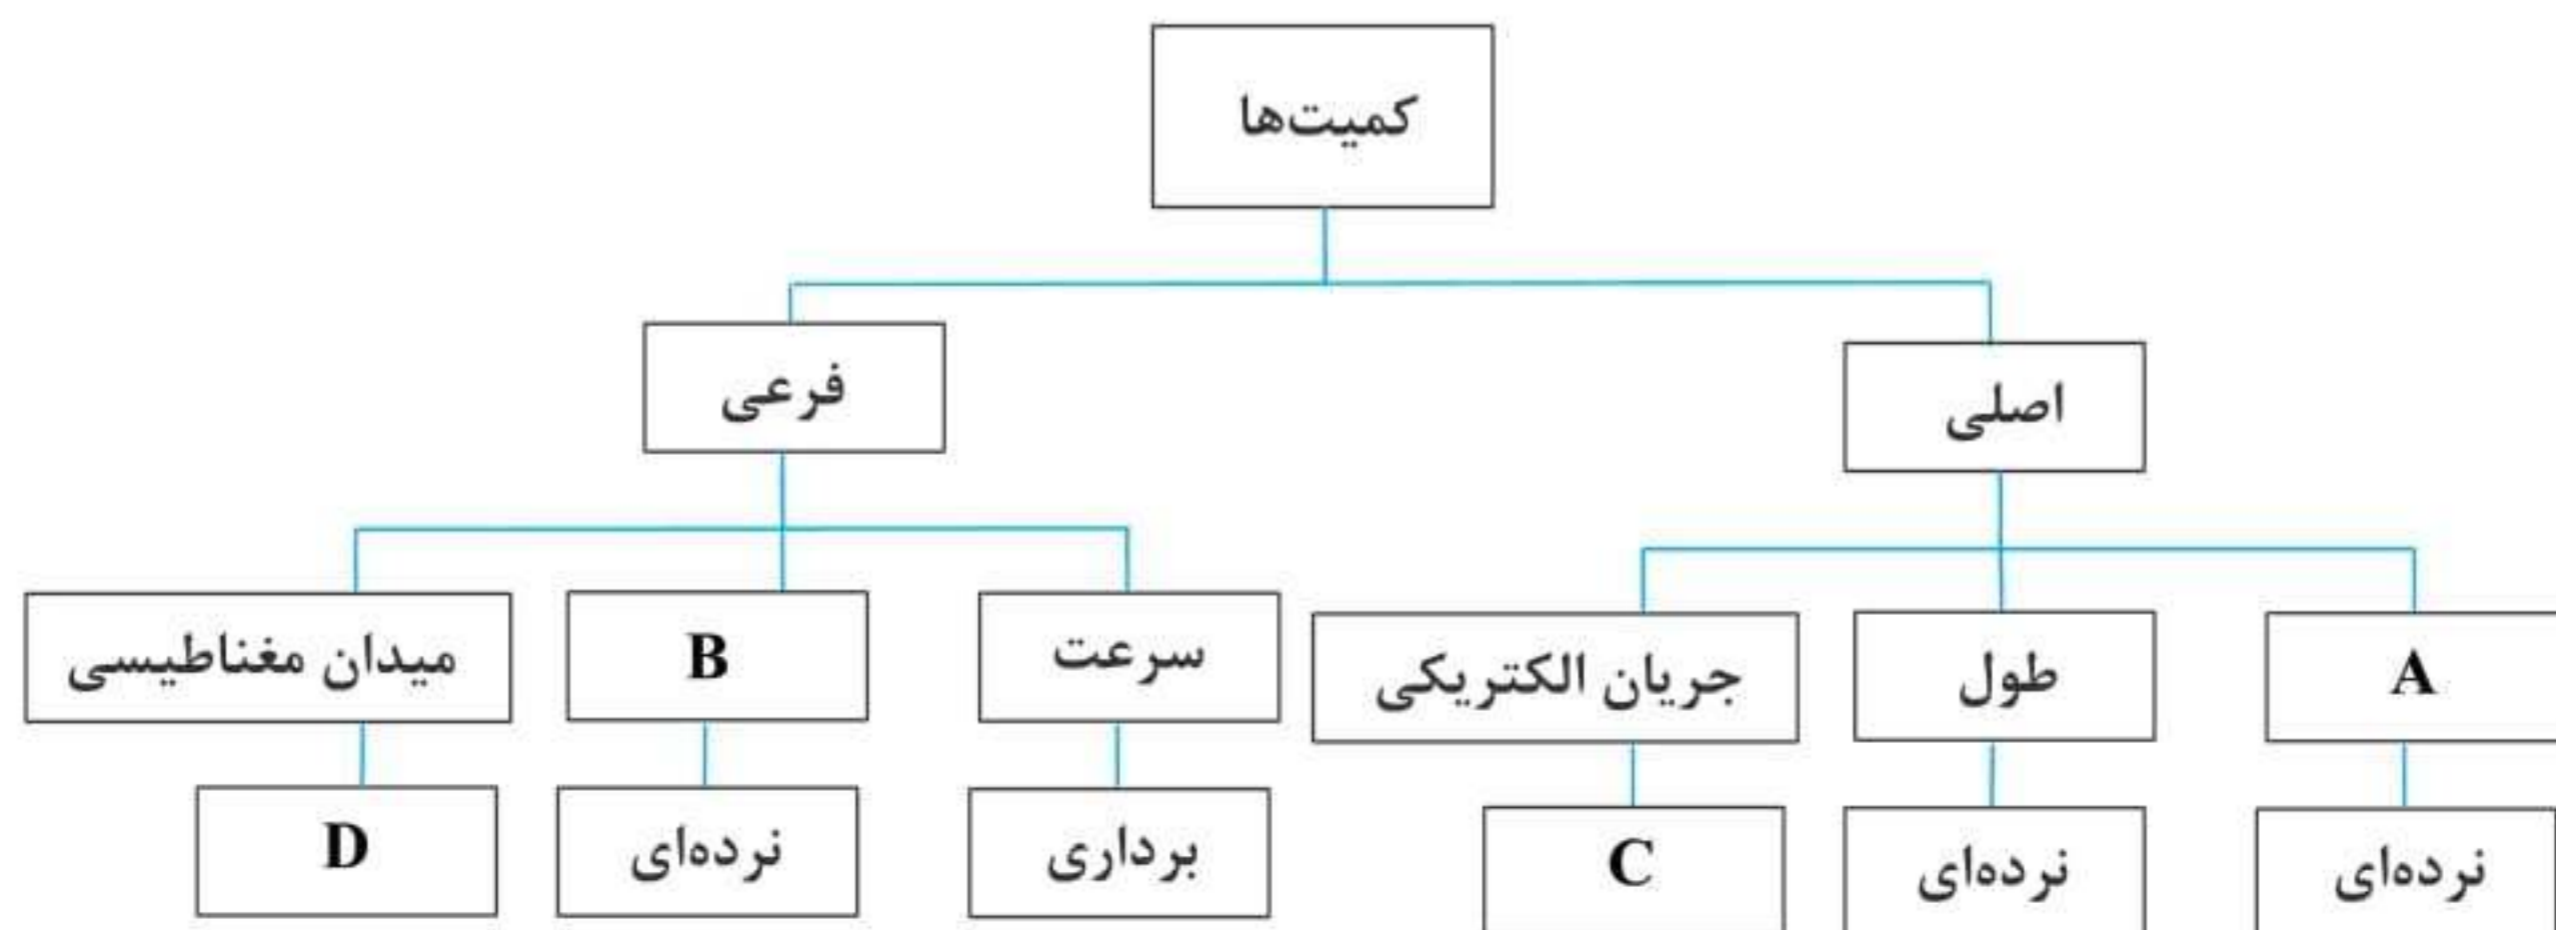 کمیت‌ها
اصلی
فرعی
A
طول
جریان الکتریکی
سرعت
B
میدان مغناطیسی
نرده‌ای
نرده‌ای
C
برداری
نرده‌ای
D